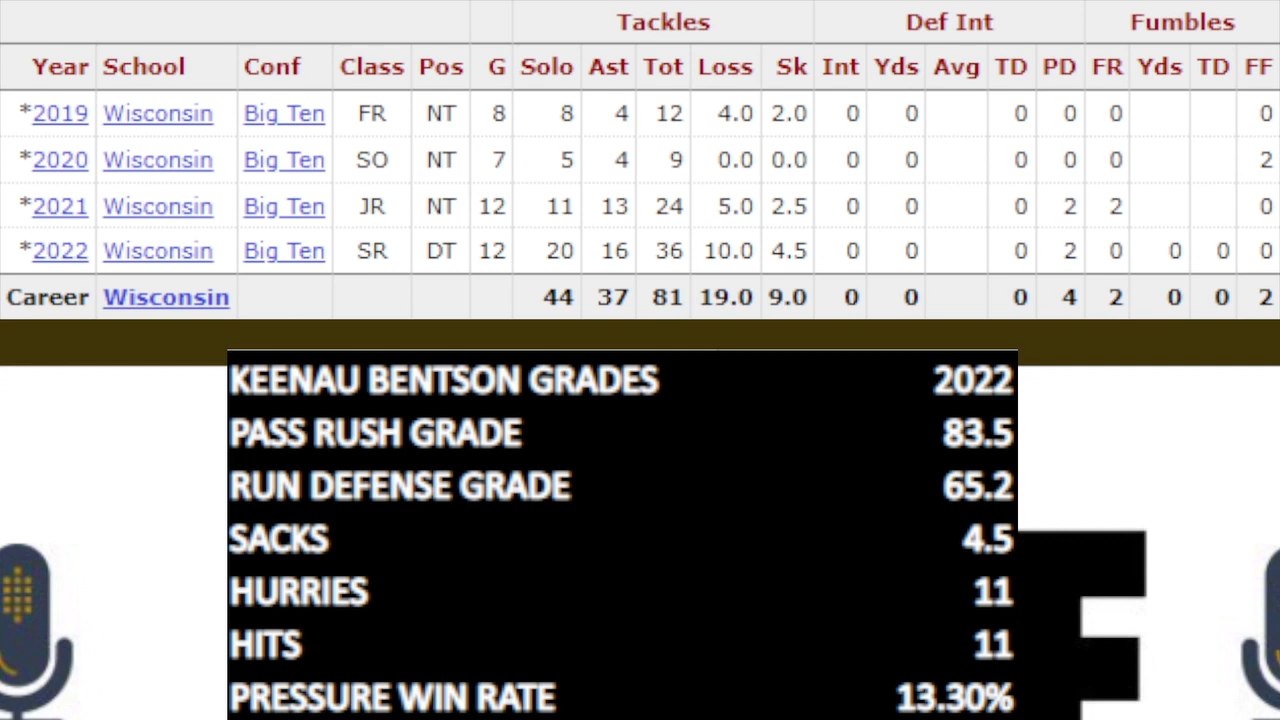 Tackles Def Int Fumbles
Year School Conf Class Pos G Solo Ast Tot Loss Sk Int Yds Avg TD PD FR Yds TD FF
*2019 Wisconsin Big Ten FR NT 8 8 4 12 4.0 2.0 0 0 0 0 0 0
*2020 Wisconsin Big Ten SO NT 7 5 4 9 0.0 0.0 0 0 0 0 0 2
*2021 Wisconsin Big Ten JR NT 12 11 13 24 5.0 2.5 0 0 0 2 2 0
*2022 Wisconsin Big Ten SR DT 12 20 16 36 10.0 4.5 0 0 0 2 0 0 0 0
Career Wisconsin 44 37 81 19.0 9.0 0 0 0 4 2 0 0 2
KEENAU BENTSON GRADES 2022
PASS RUSH GRADE 83.5
RUN DEFENSE GRADE 65.2
SACKS 4.5
HURRIES 11
HITS 11
PRESSURE WIN RATE 13.30%